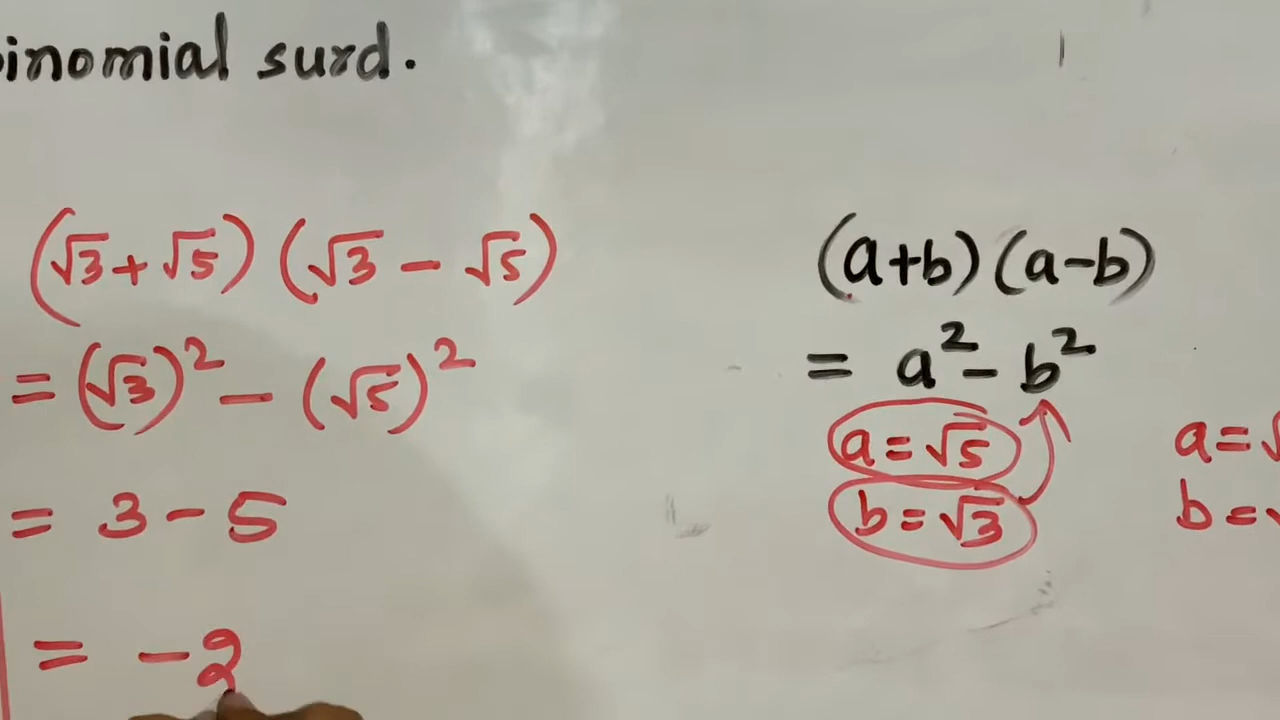 inomial surd.
(√3+√5) (√3 - √5)
= (√3)² - (√5)²
= 3 - 5
= -2
(a+b) (a-b)
= a² - b²
a = √5
b = √3
a = √
b = √